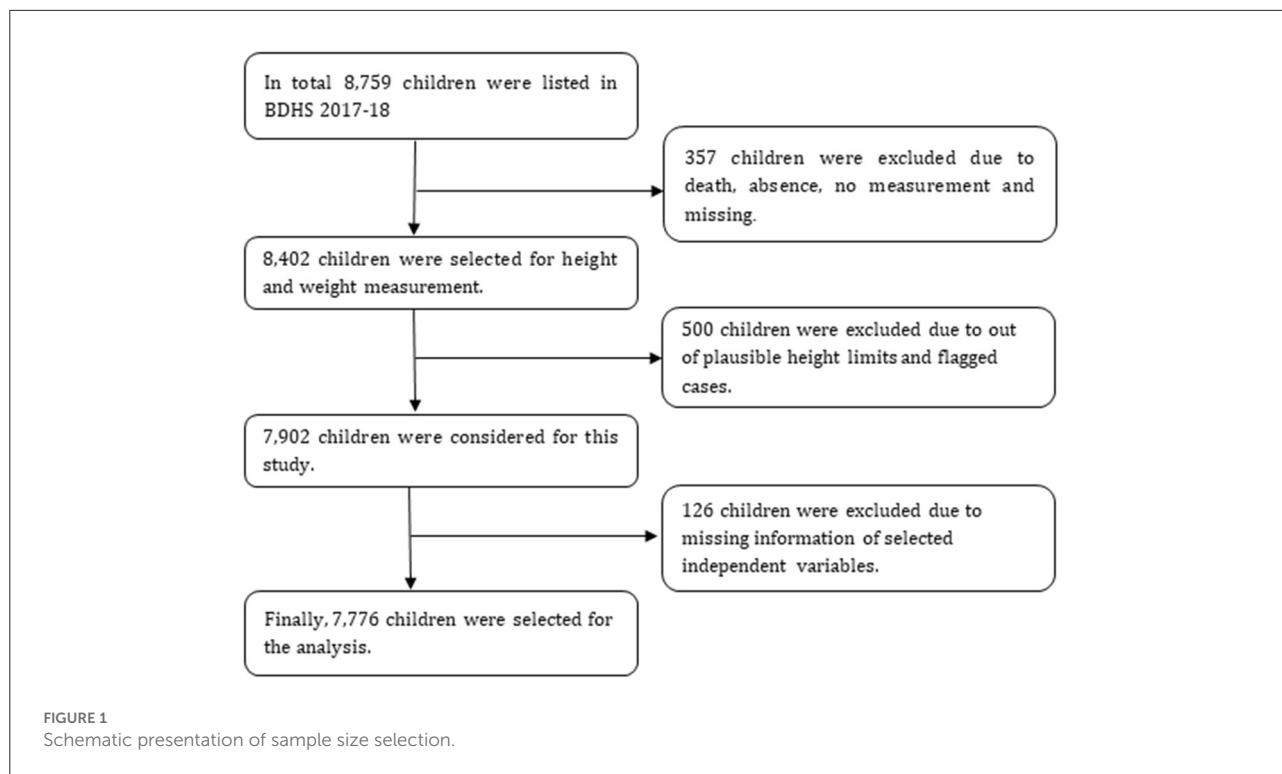 In total 8,759 children were listed in
BDHS 2017-18
357 children were excluded due to
death, absence, no measurement and
missing.
8,402 children were selected for height
and weight measurement.
500 children were excluded due to out
of plausible height limits and flagged
cases.
7,902 children were considered for this
study.
126 children were excluded due to
missing information of selected
independent variables.
Finally, 7,776 children were selected for
the analysis.
FIGURE 1
Schematic presentation of sample size selection.